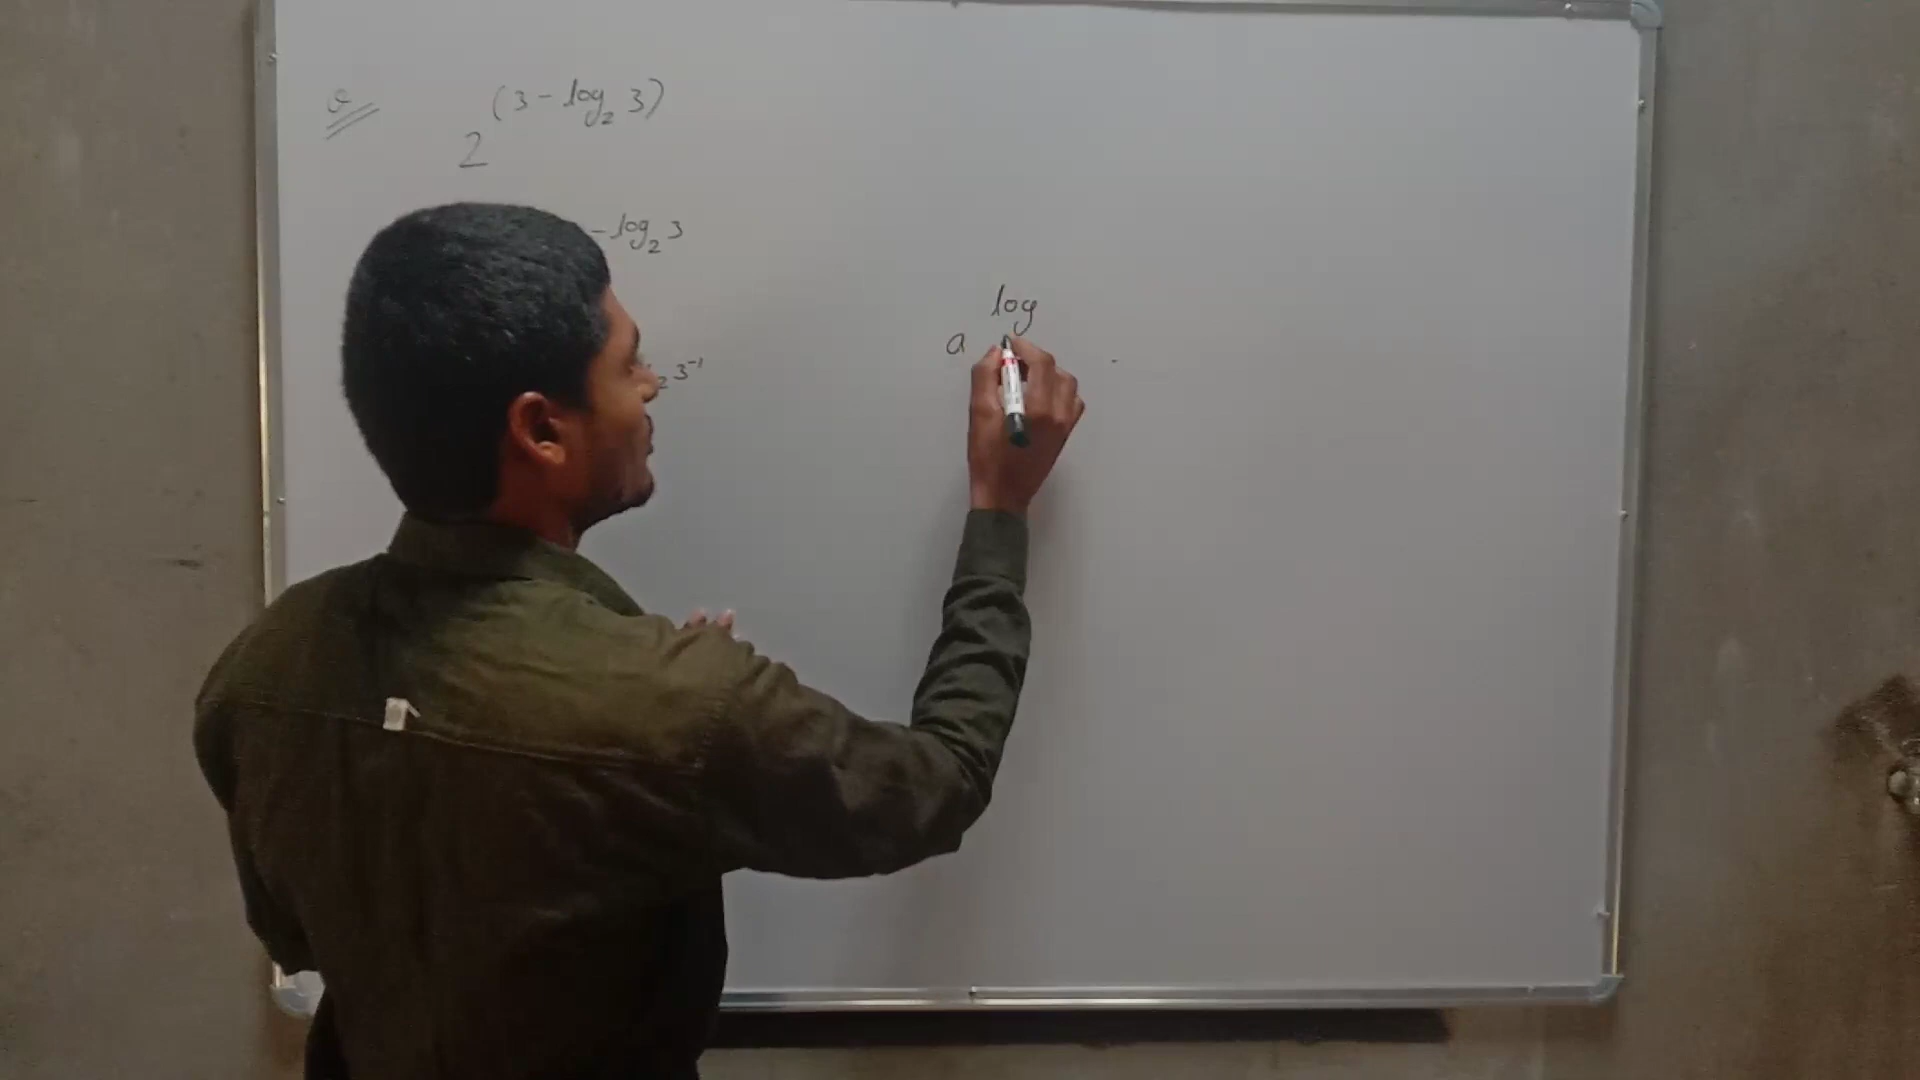 Q 2^(3 - log₂ 3)
- log₂ 3
₂ 3⁻¹
a^log